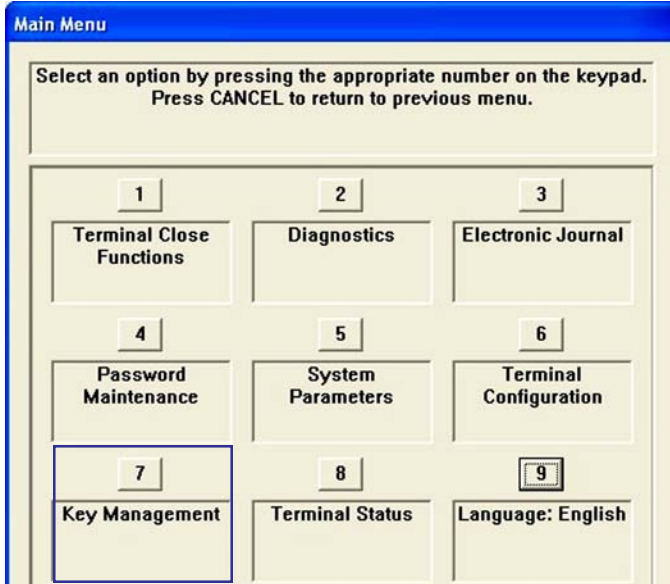 Main Menu
Select an option by pressing the appropriate number on the keypad.
Press CANCEL to return to previous menu.
1
2
3
Terminal Close
Functions
Diagnostics
Electronic Journal
4
5
6
Password
Maintenance
System
Parameters
Terminal
Configuration
7
8
9
Key Management
Terminal Status
Language: English